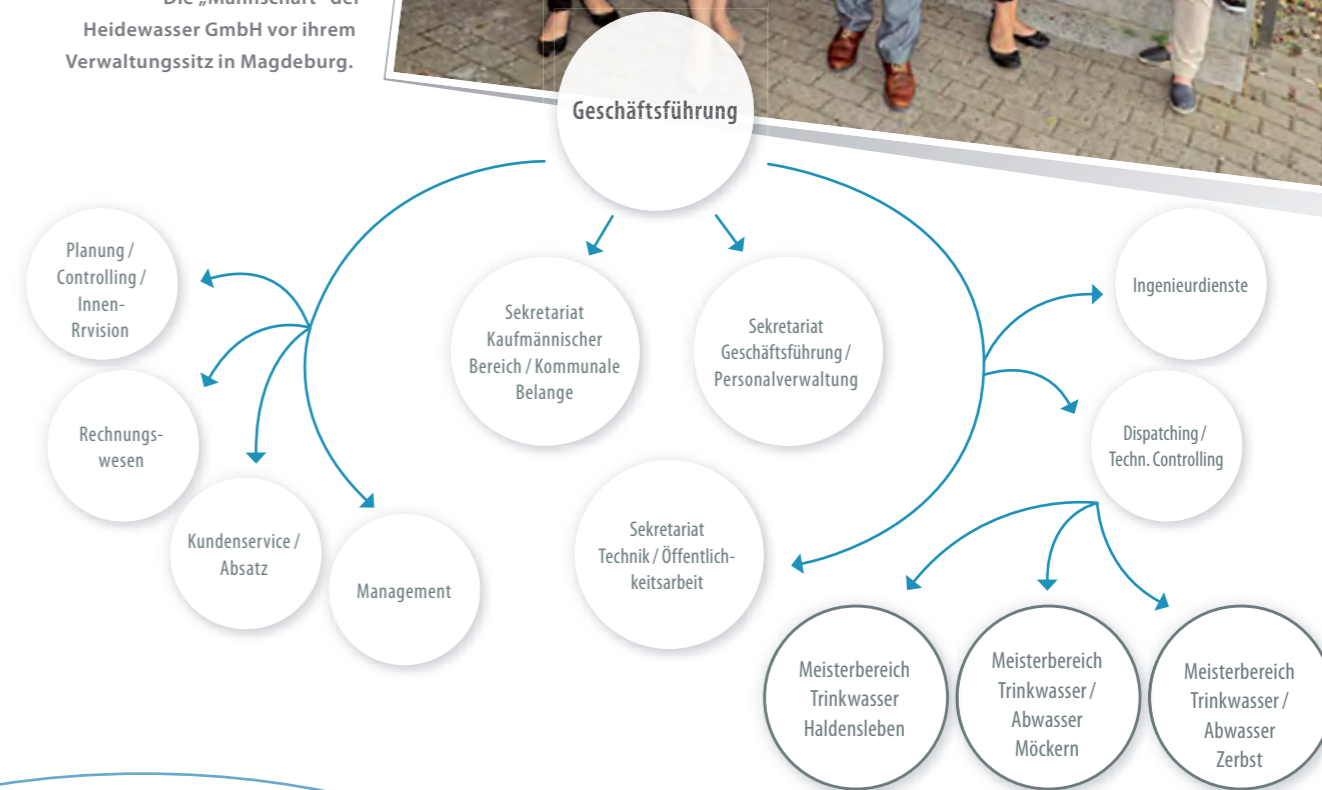 Die „Mannschaft“ der
Heidewasser GmbH vor ihrem
Verwaltungssitz in Magdeburg.
Geschäftsführung
Planung /
Controlling /
Innen-
Rrvision
Rechnungs-
wesen
Kundenservice /
Absatz
Management
Sekretariat
Kaufmännischer
Bereich / Kommunale
Belange
Sekretariat
Geschäftsführung /
Personalverwaltung
Sekretariat
Technik / Öffentlich-
keitsarbeit
Ingenieurdienste
Dispatching /
Techn. Controlling
Meisterbereich
Trinkwasser
Haldensleben
Meisterbereich
Trinkwasser /
Abwasser
Möckern
Meisterbereich
Trinkwasser /
Abwasser
Zerbst